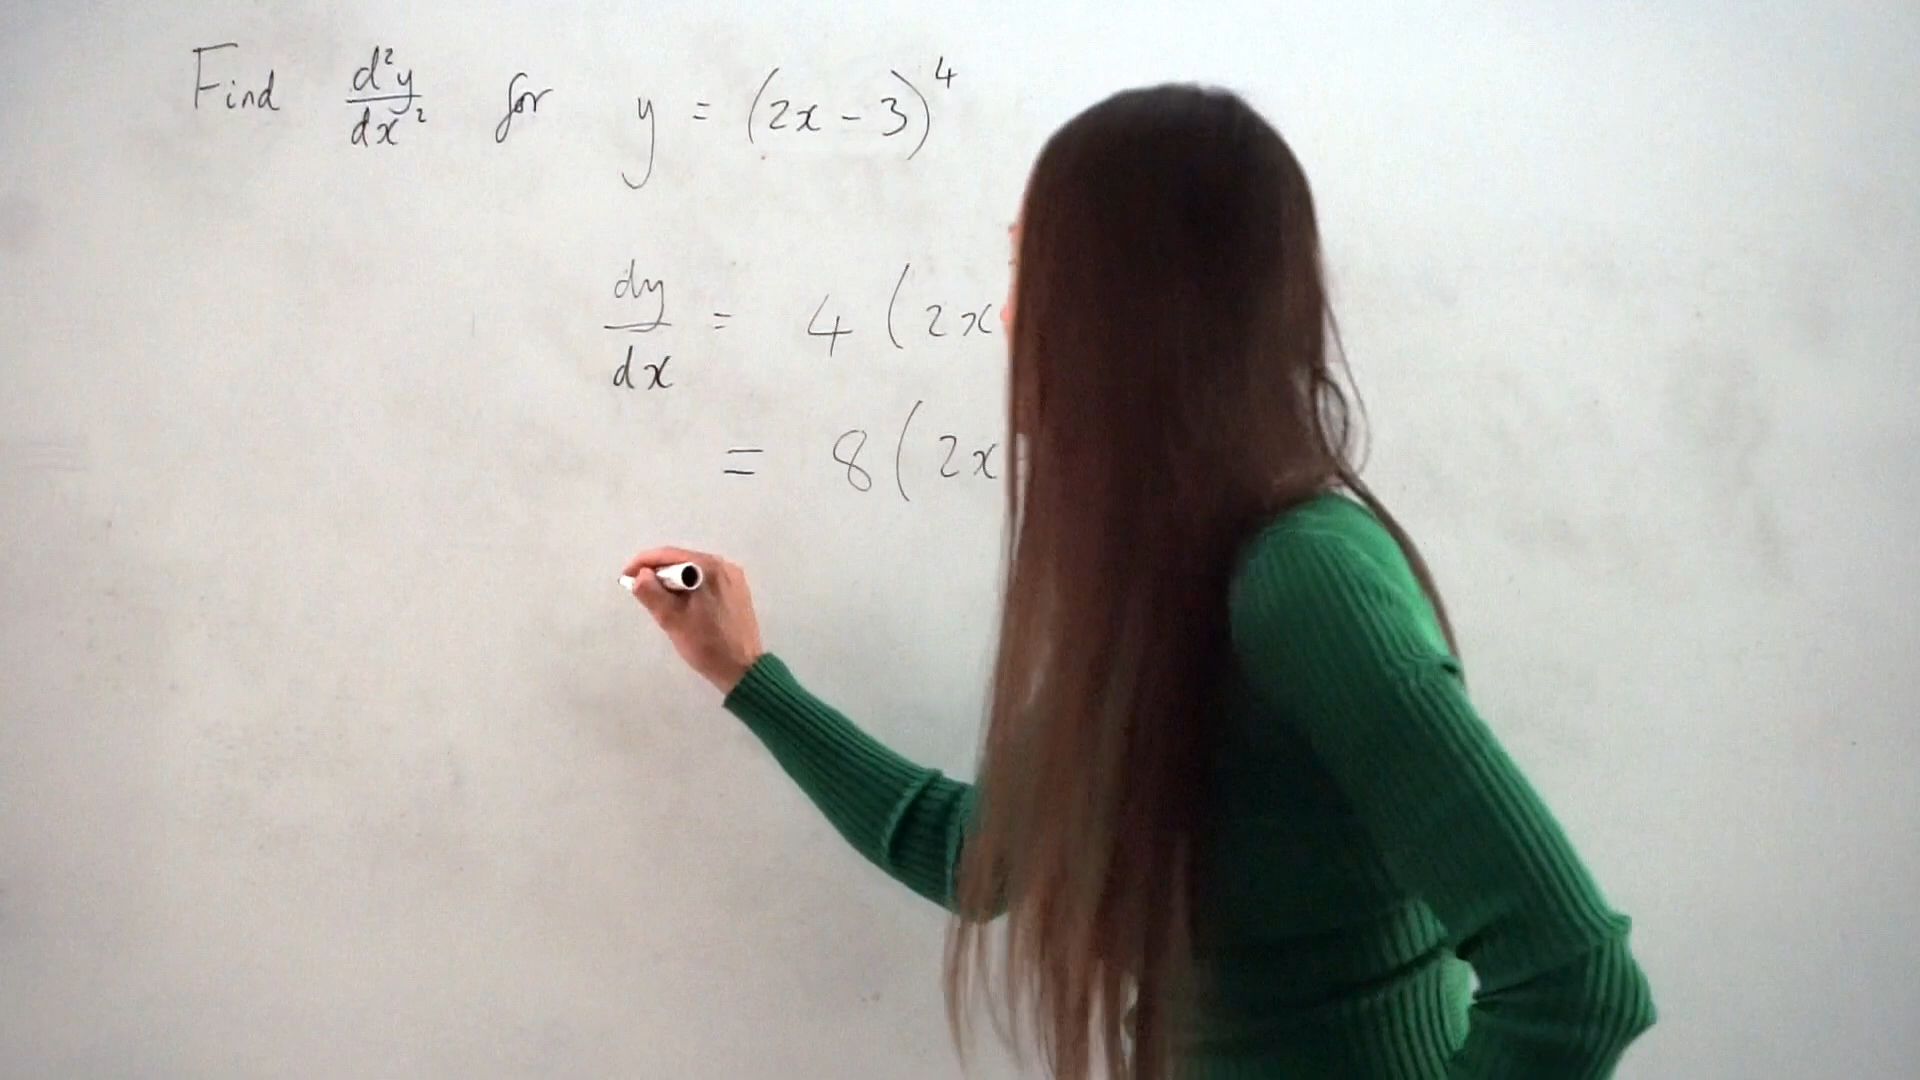 Find d²y/dx² for y = (2x - 3)⁴
dy/dx = 4 (2x
= 8 (2x